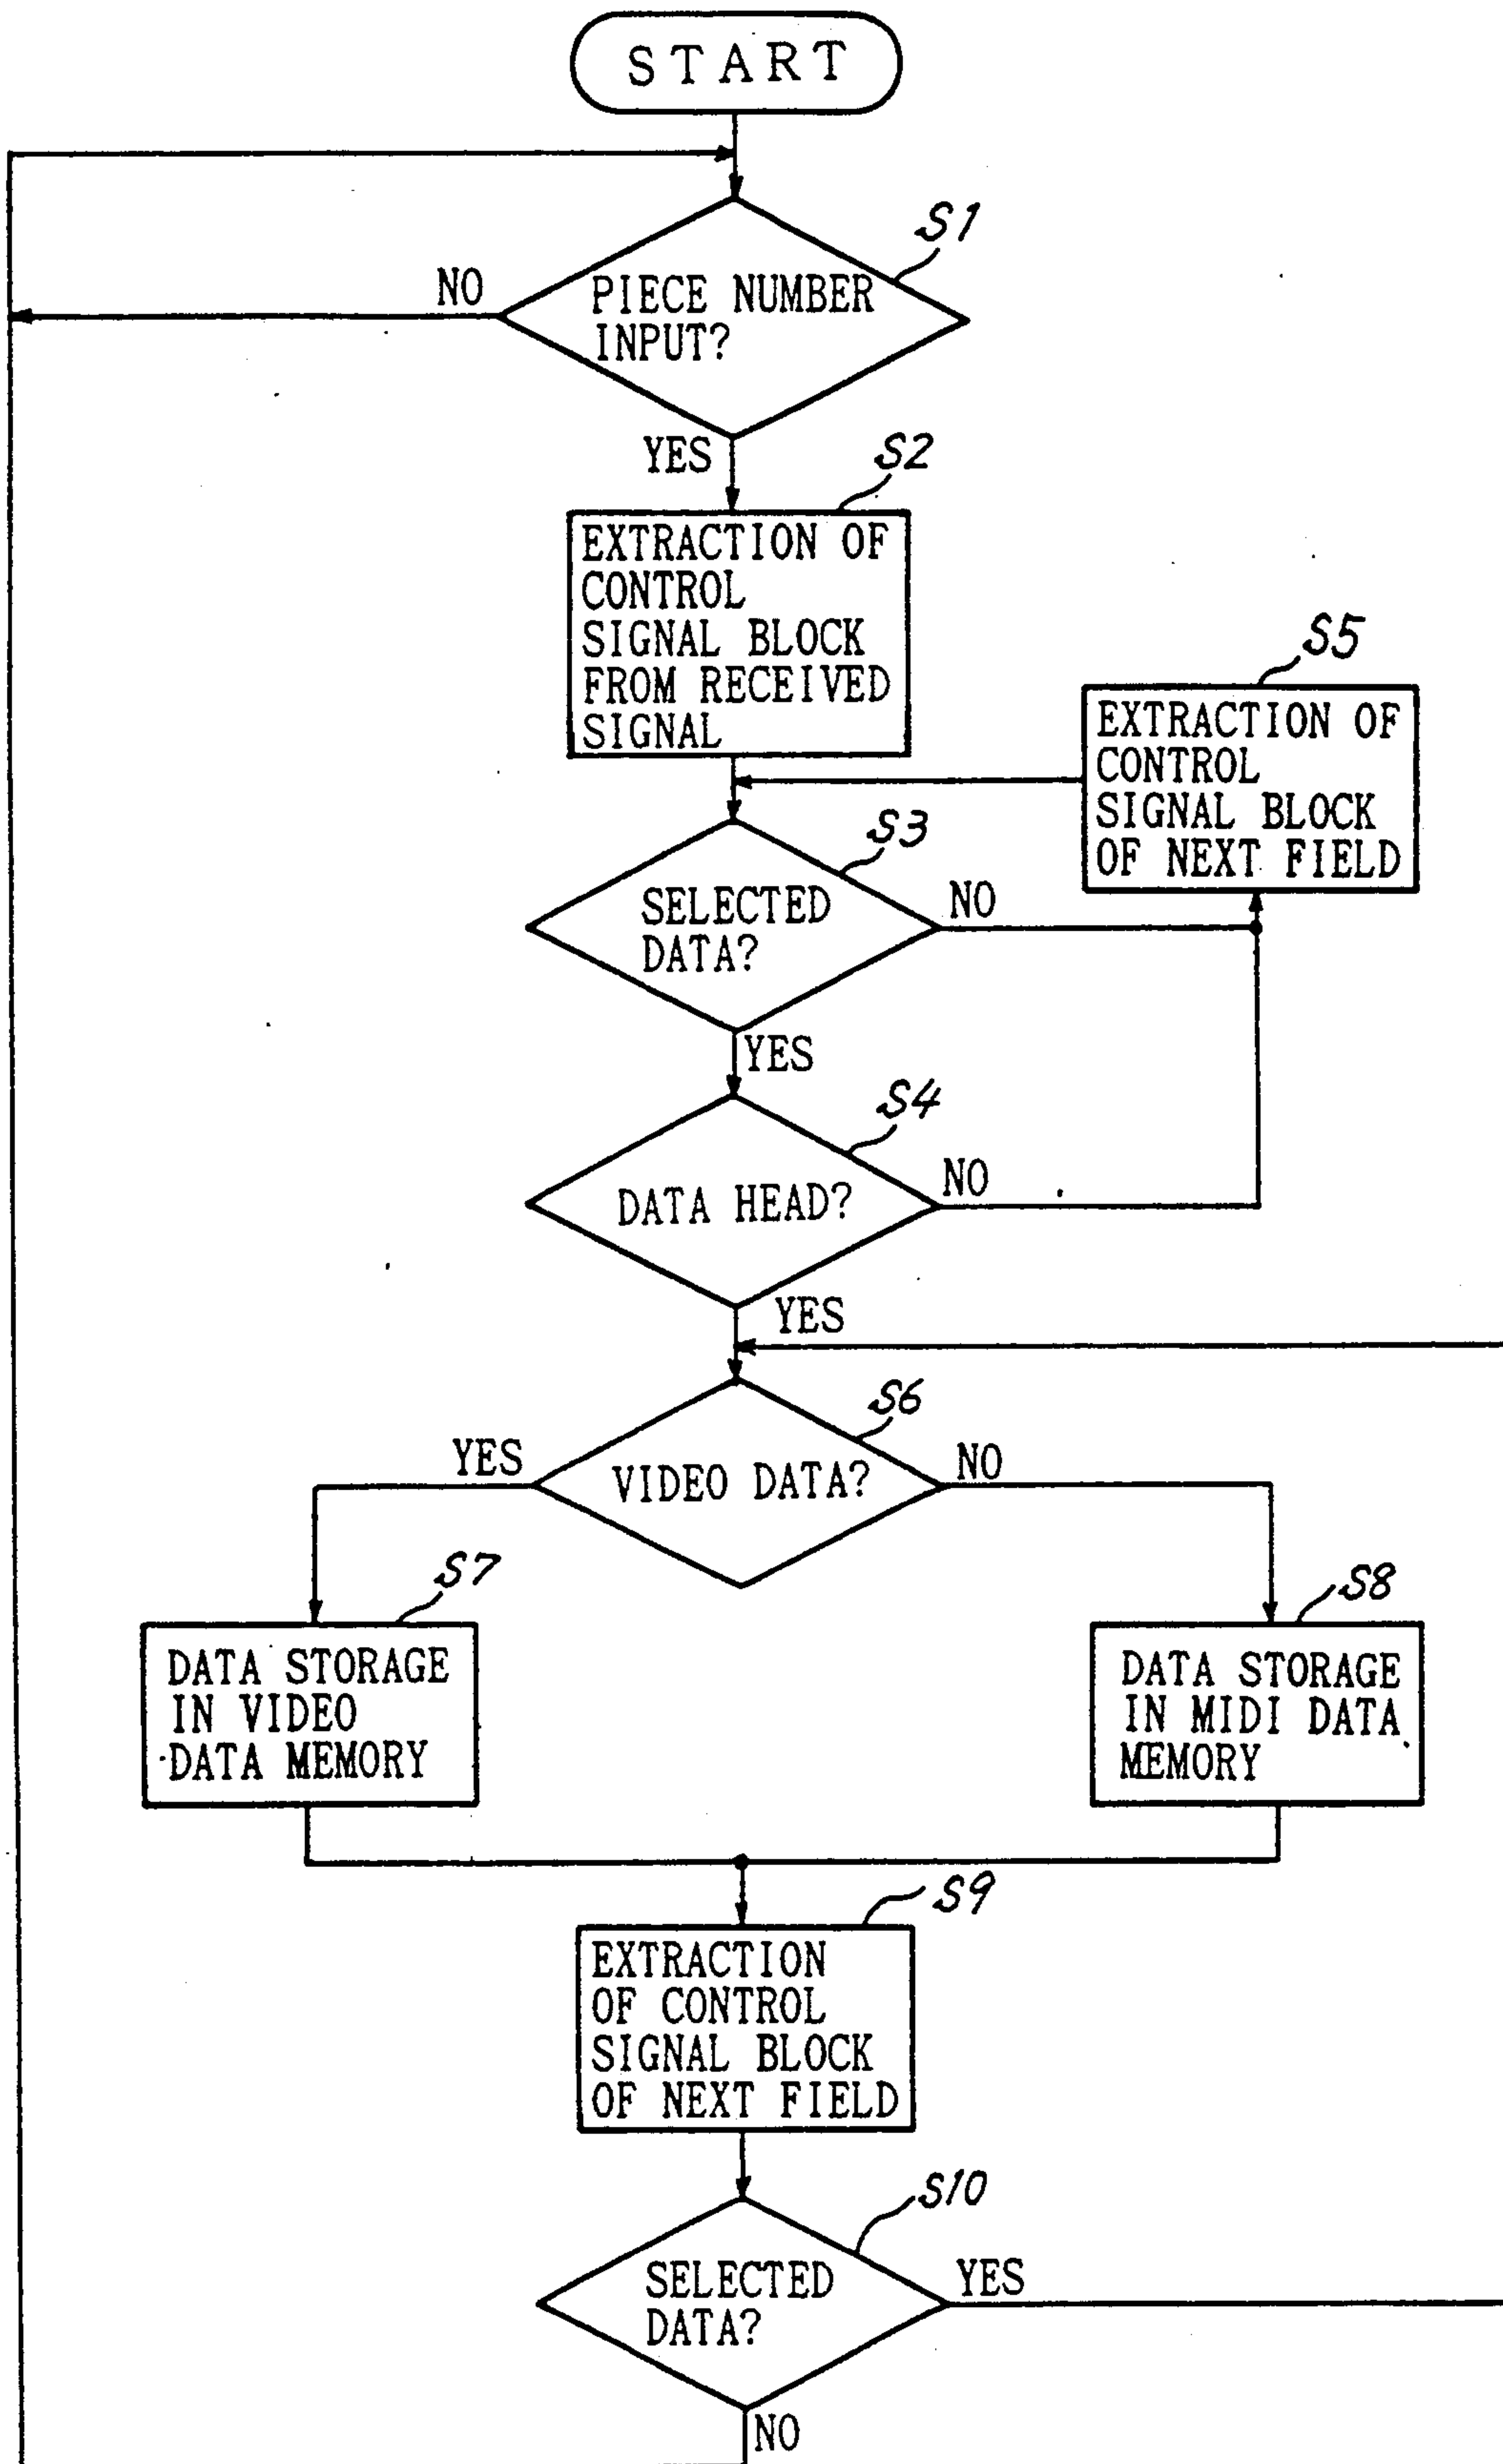 START
S1
NO
PIECE NUMBER
INPUT?
YES
S2
EXTRACTION OF
CONTROL
SIGNAL BLOCK
FROM RECEIVED
SIGNAL
S5
EXTRACTION OF
CONTROL
SIGNAL BLOCK
OF NEXT FIELD
S3
SELECTED
DATA?
NO
YES
S4
DATA HEAD?
NO
YES
S6
YES
VIDEO DATA?
NO
S7
DATA STORAGE
IN VIDEO
DATA MEMORY
S8
DATA STORAGE
IN MIDI DATA
MEMORY
S9
EXTRACTION
OF CONTROL
SIGNAL BLOCK
OF NEXT FIELD
S10
SELECTED
DATA?
YES
NO